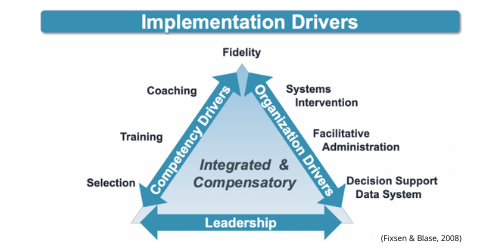 Implementation Drivers
Fidelity
Coaching
Training
Selection
Competency Drivers
Organization Drivers
Systems
Intervention
Facilitative
Administration
Decision Support
Data System
Integrated &
Compensatory
Leadership
(Fixsen & Blase, 2008)